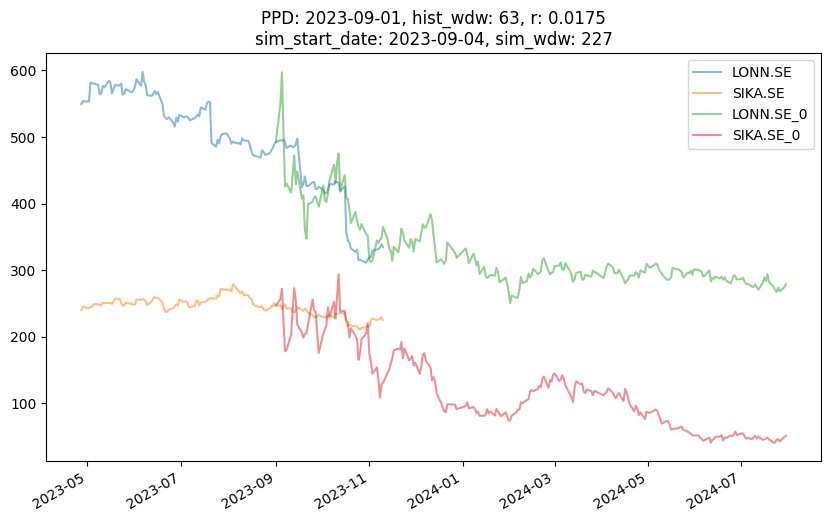 PPD: 2023-09-01, hist_wdw: 63, r: 0.0175
sim_start_date: 2023-09-04, sim_wdw: 227
LONN.SE
SIKA.SE
LONN.SE_0
SIKA.SE_0
600
500
400
300
200
100
2023-05
2023-07
2023-09
2023-11
2024-01
2024-03
2024-05
2024-07